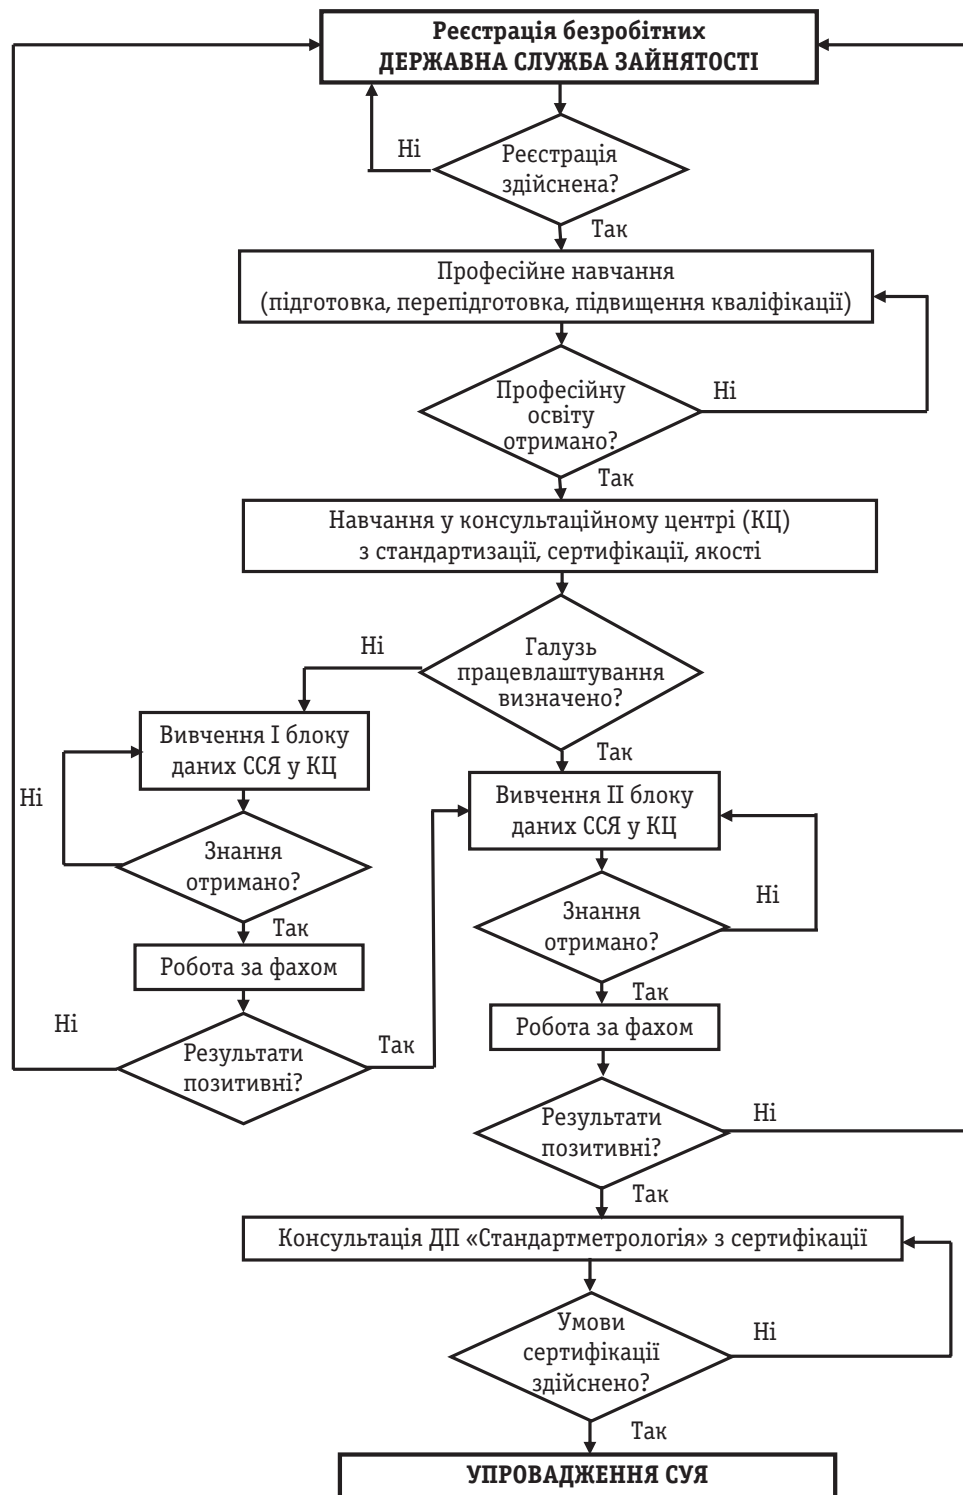 Реєстрація безробітних
ДЕРЖАВНА СЛУЖБА ЗАЙНЯТОСТІ
Ні
Реєстрація
здійснена?
Так
Професійне навчання
(підготовка, перепідготовка, підвищення кваліфікації)
Професійну
освіту
отримано?
Ні
Так
Навчання у консультаційному центрі (КЦ)
з стандартизації, сертифікації, якості
Ні
Галузь
працевлаштування
визначено?
Так
Вивчення I блоку
даних ССЯ у КЦ
Ні
Знання
отримано?
Так
Робота за фахом
Ні
Результати
позитивні?
Так
Вивчення II блоку
даних ССЯ у КЦ
Знання
отримано?
Ні
Так
Робота за фахом
Результати
позитивні?
Ні
Так
Консультація ДП «Стандартметрологія» з сертифікації
Умови
сертифікації
здійснено?
Ні
Так
УПРОВАДЖЕННЯ СУЯ